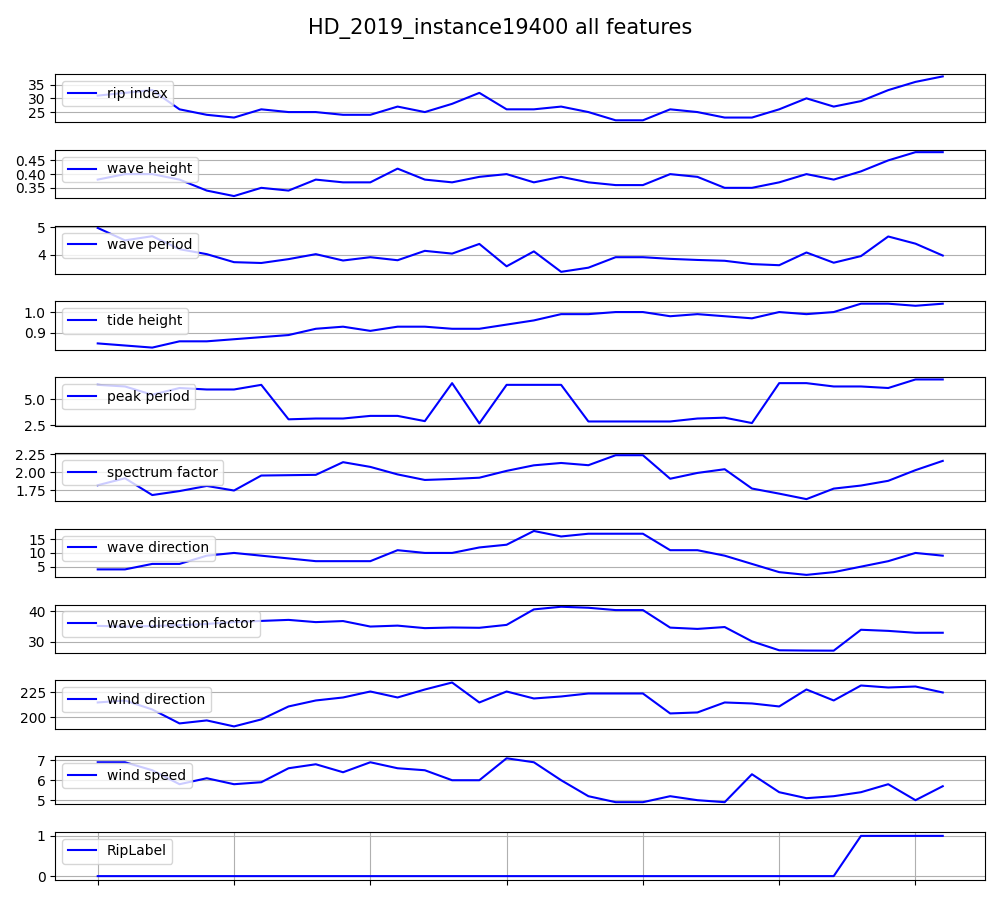 HD_2019_instance19400 all features
35
30
25
rip index
0.45
0.40
0.35
wave height
5
4
wave period
1.0
0.9
tide height
5.0
2.5
peak period
2.25
2.00
1.75
spectrum factor
15
10
5
wave direction
40
30
wave direction factor
225
200
wind direction
7
6
5
wind speed
1
0
RipLabel